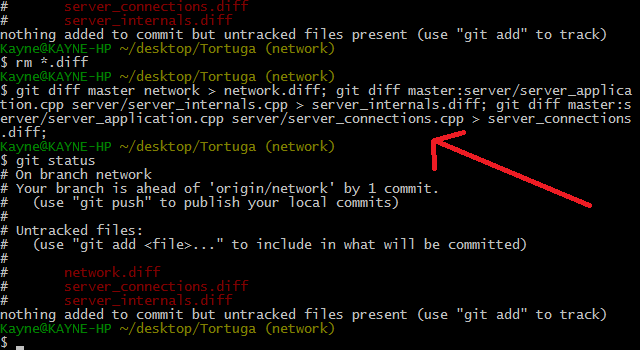 #       server_connections.diff
#       server_internals.diff
nothing added to commit but untracked files present (use "git add" to track)
Kayne@KAYNE-HP ~/desktop/Tortuga (network)
$ rm *.diff
Kayne@KAYNE-HP ~/desktop/Tortuga (network)
$ git diff master network > network.diff; git diff master:server/server_applica
tion.cpp server/server_internals.cpp > server_internals.diff; git diff master:s
erver/server_application.cpp server/server_connections.cpp > server_connections
.diff;
Kayne@KAYNE-HP ~/desktop/Tortuga (network)
$ git status
# On branch network
# Your branch is ahead of 'origin/network' by 1 commit.
#   (use "git push" to publish your local commits)
#
# Untracked files:
#   (use "git add <file>..." to include in what will be committed)
#
#       network.diff
#       server_connections.diff
#       server_internals.diff
nothing added to commit but untracked files present (use "git add" to track)
Kayne@KAYNE-HP ~/desktop/Tortuga (network)
$